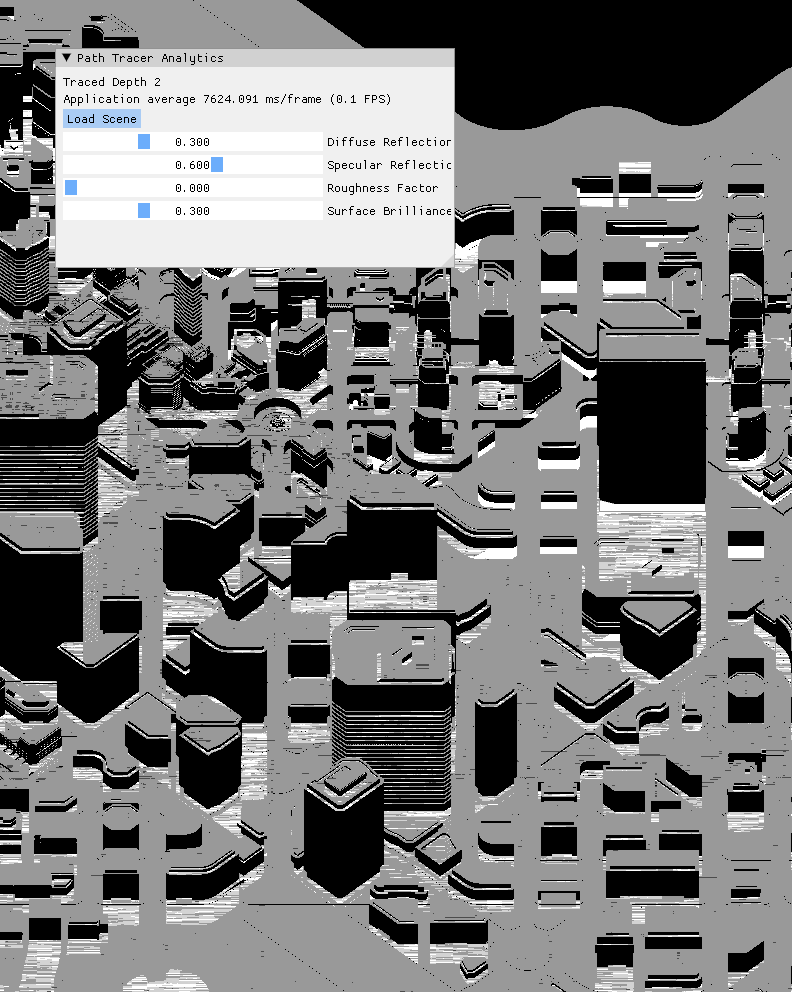 Path Tracer Analytics
Traced Depth 2
Application average 7624.091 ms/frame (0.1 FPS)
Load Scene
0.300 Diffuse Reflection
0.600 Specular Reflectic
0.000 Roughness Factor
0.300 Surface Brilliance